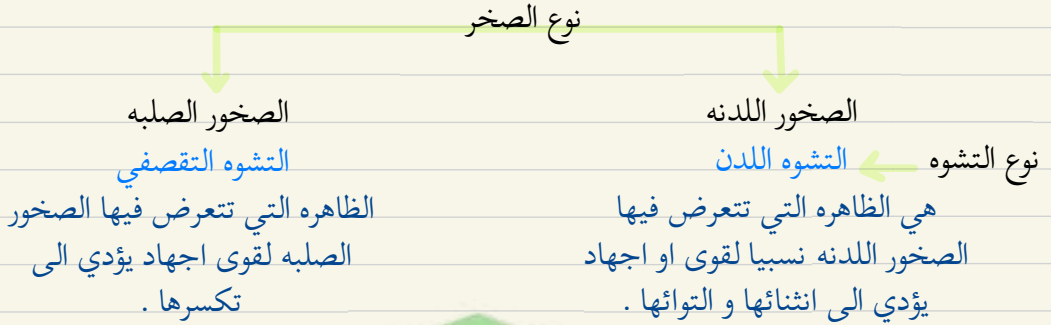 نوع الصخر
الصخور اللدنه
نوع التشوه التشوه اللدن
هي الظاهره التي تتعرض فيها
الصخور اللدنه نسبيا لقوى او اجهاد
يؤدي الى انثنائها و التوائها .
الصخور الصلبه
التشوه التقصفي
الظاهره التي تتعرض فيها الصخور
الصلبه لقوى اجهاد يؤدي الى
تكسرها .